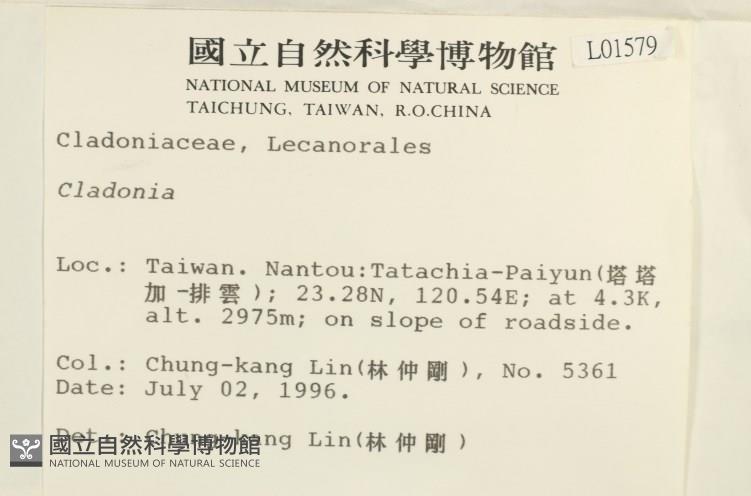 國立自然科學博物館
L01579
NATIONAL MUSEUM OF NATURAL SCIENCE
TAICHUNG, TAIWAN, R.O.CHINA
Cladoniaceae, Lecanorales
Cladonia
Loc.: Taiwan. Nantou:Tatachia-Paiyun(塔塔
加-排雲); 23.28N, 120.54E; at 4.3K,
alt. 2975m; on slope of roadside.
Col.: Chung-kang Lin(林仲剛), No. 5361
Date: July 02, 1996.
Det.: Chung-kang Lin(林仲剛)
國立自然科學博物館
NATIONAL MUSEUM OF NATURAL SCIENCE